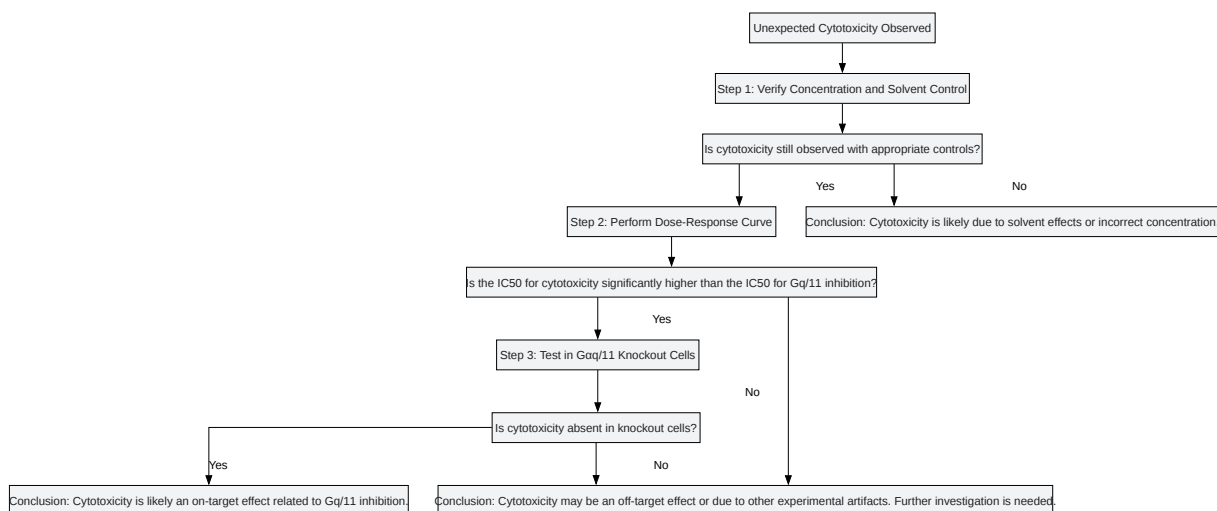 Unexpected Cytotoxicity Observed
Step 1: Verify Concentration and Solvent Control
Is cytotoxicity still observed with appropriate controls?
Yes
No
Step 2: Perform Dose-Response Curve
Conclusion: Cytotoxicity is likely due to solvent effects or incorrect concentration.
Is the IC50 for cytotoxicity significantly higher than the IC50 for Gq/11 inhibition?
Yes
Step 3: Test in Gαq/11 Knockout Cells
No
Is cytotoxicity absent in knockout cells?
Yes
No
Conclusion: Cytotoxicity is likely an on-target effect related to Gq/11 inhibition.
Conclusion: Cytotoxicity may be an off-target effect or due to other experimental artifacts. Further investigation is needed.